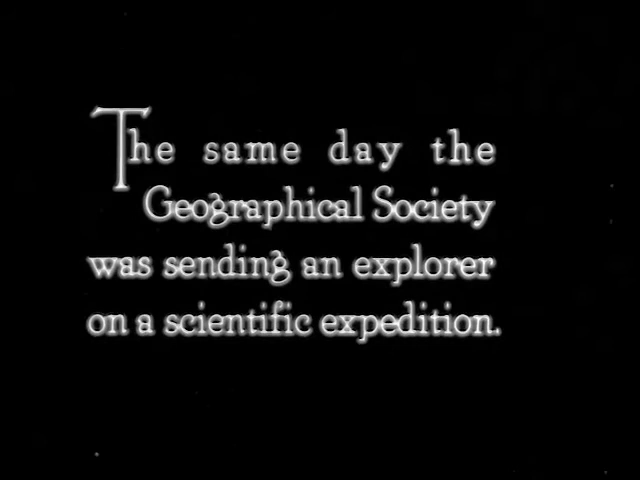 The same day the
Geographical Society
was sending an explorer
on a scientific expedition.